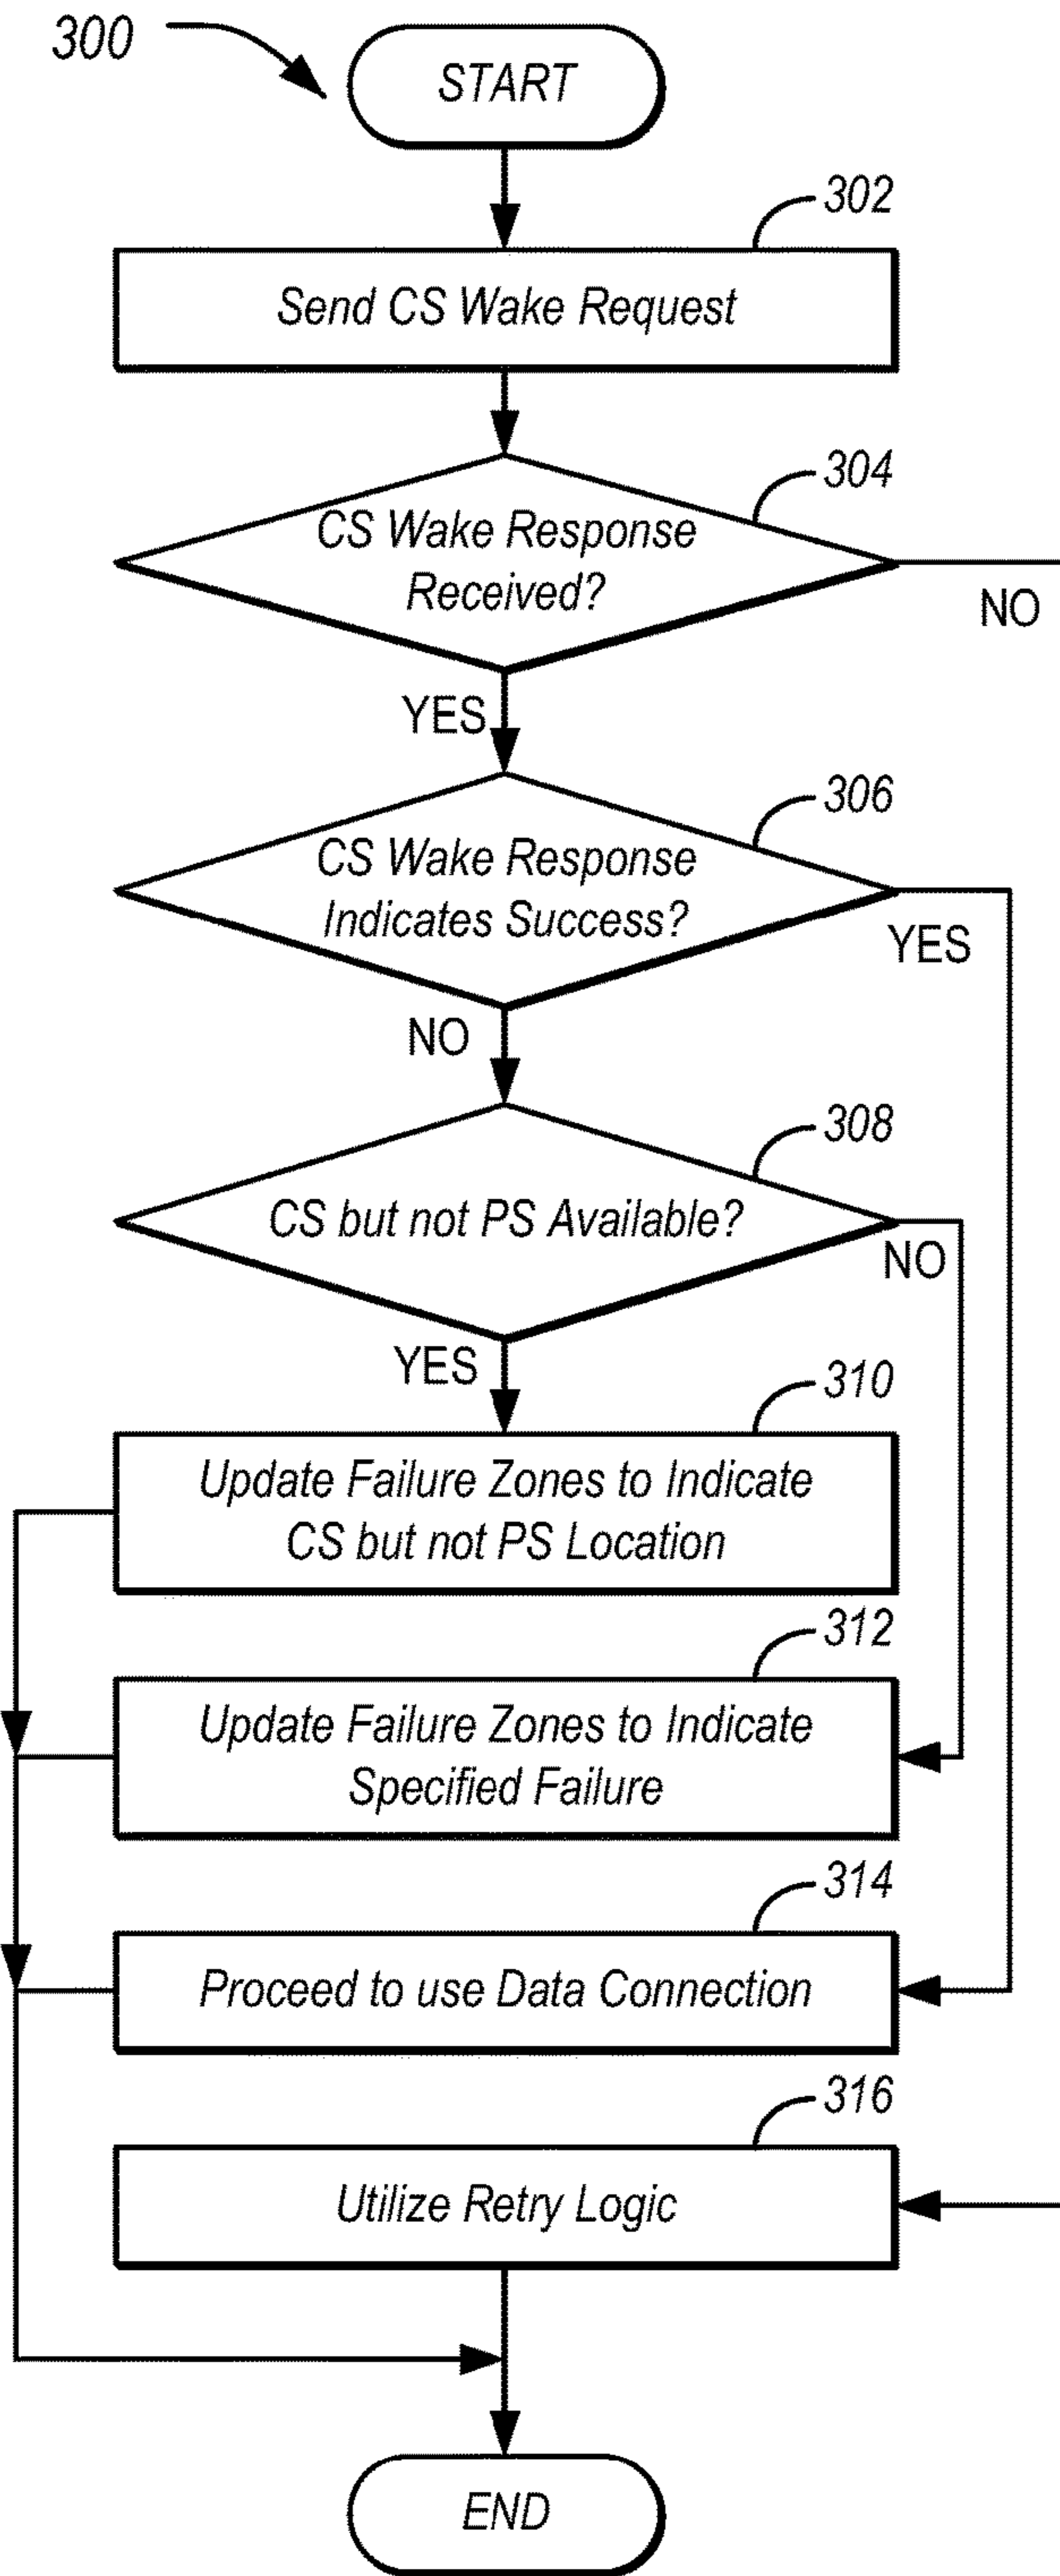 300
START
302
Send CS Wake Request
304
CS Wake Response
Received?
NO
YES
306
CS Wake Response
Indicates Success?
YES
NO
308
CS but not PS Available?
NO
YES
310
Update Failure Zones to Indicate
CS but not PS Location
312
Update Failure Zones to Indicate
Specified Failure
314
Proceed to use Data Connection
316
Utilize Retry Logic
END